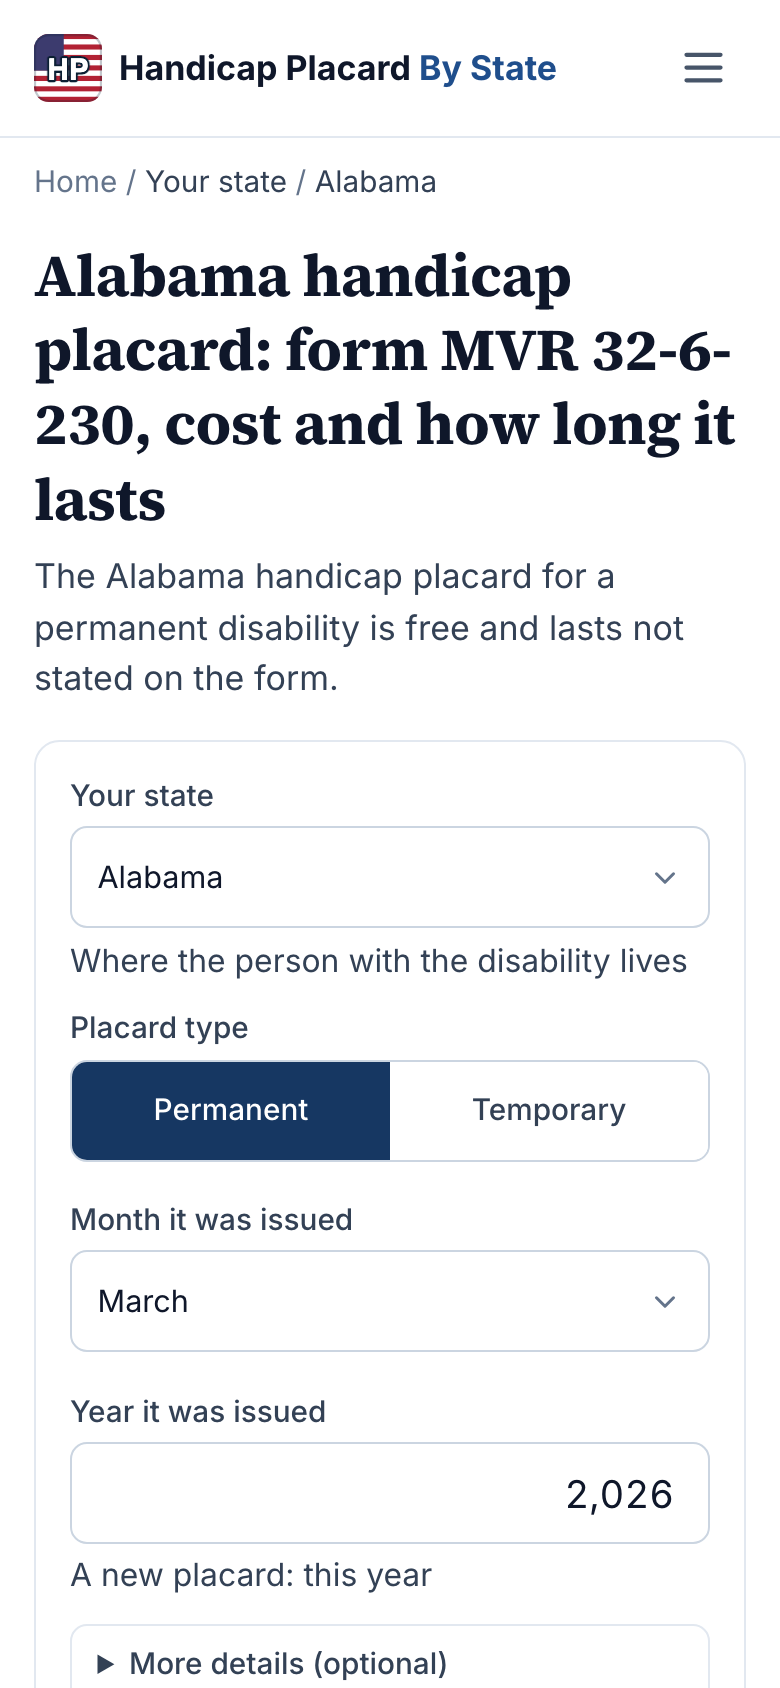 HP
Handicap Placard By State
Home / Your state / Alabama
Alabama handicap
placard: form MVR 32-6-
230, cost and how long it
lasts
The Alabama handicap placard for a
permanent disability is free and lasts not
stated on the form.
Your state
Alabama
Where the person with the disability lives
Placard type
Permanent
Temporary
Month it was issued
March
Year it was issued
2,026
A new placard: this year
More details (optional)